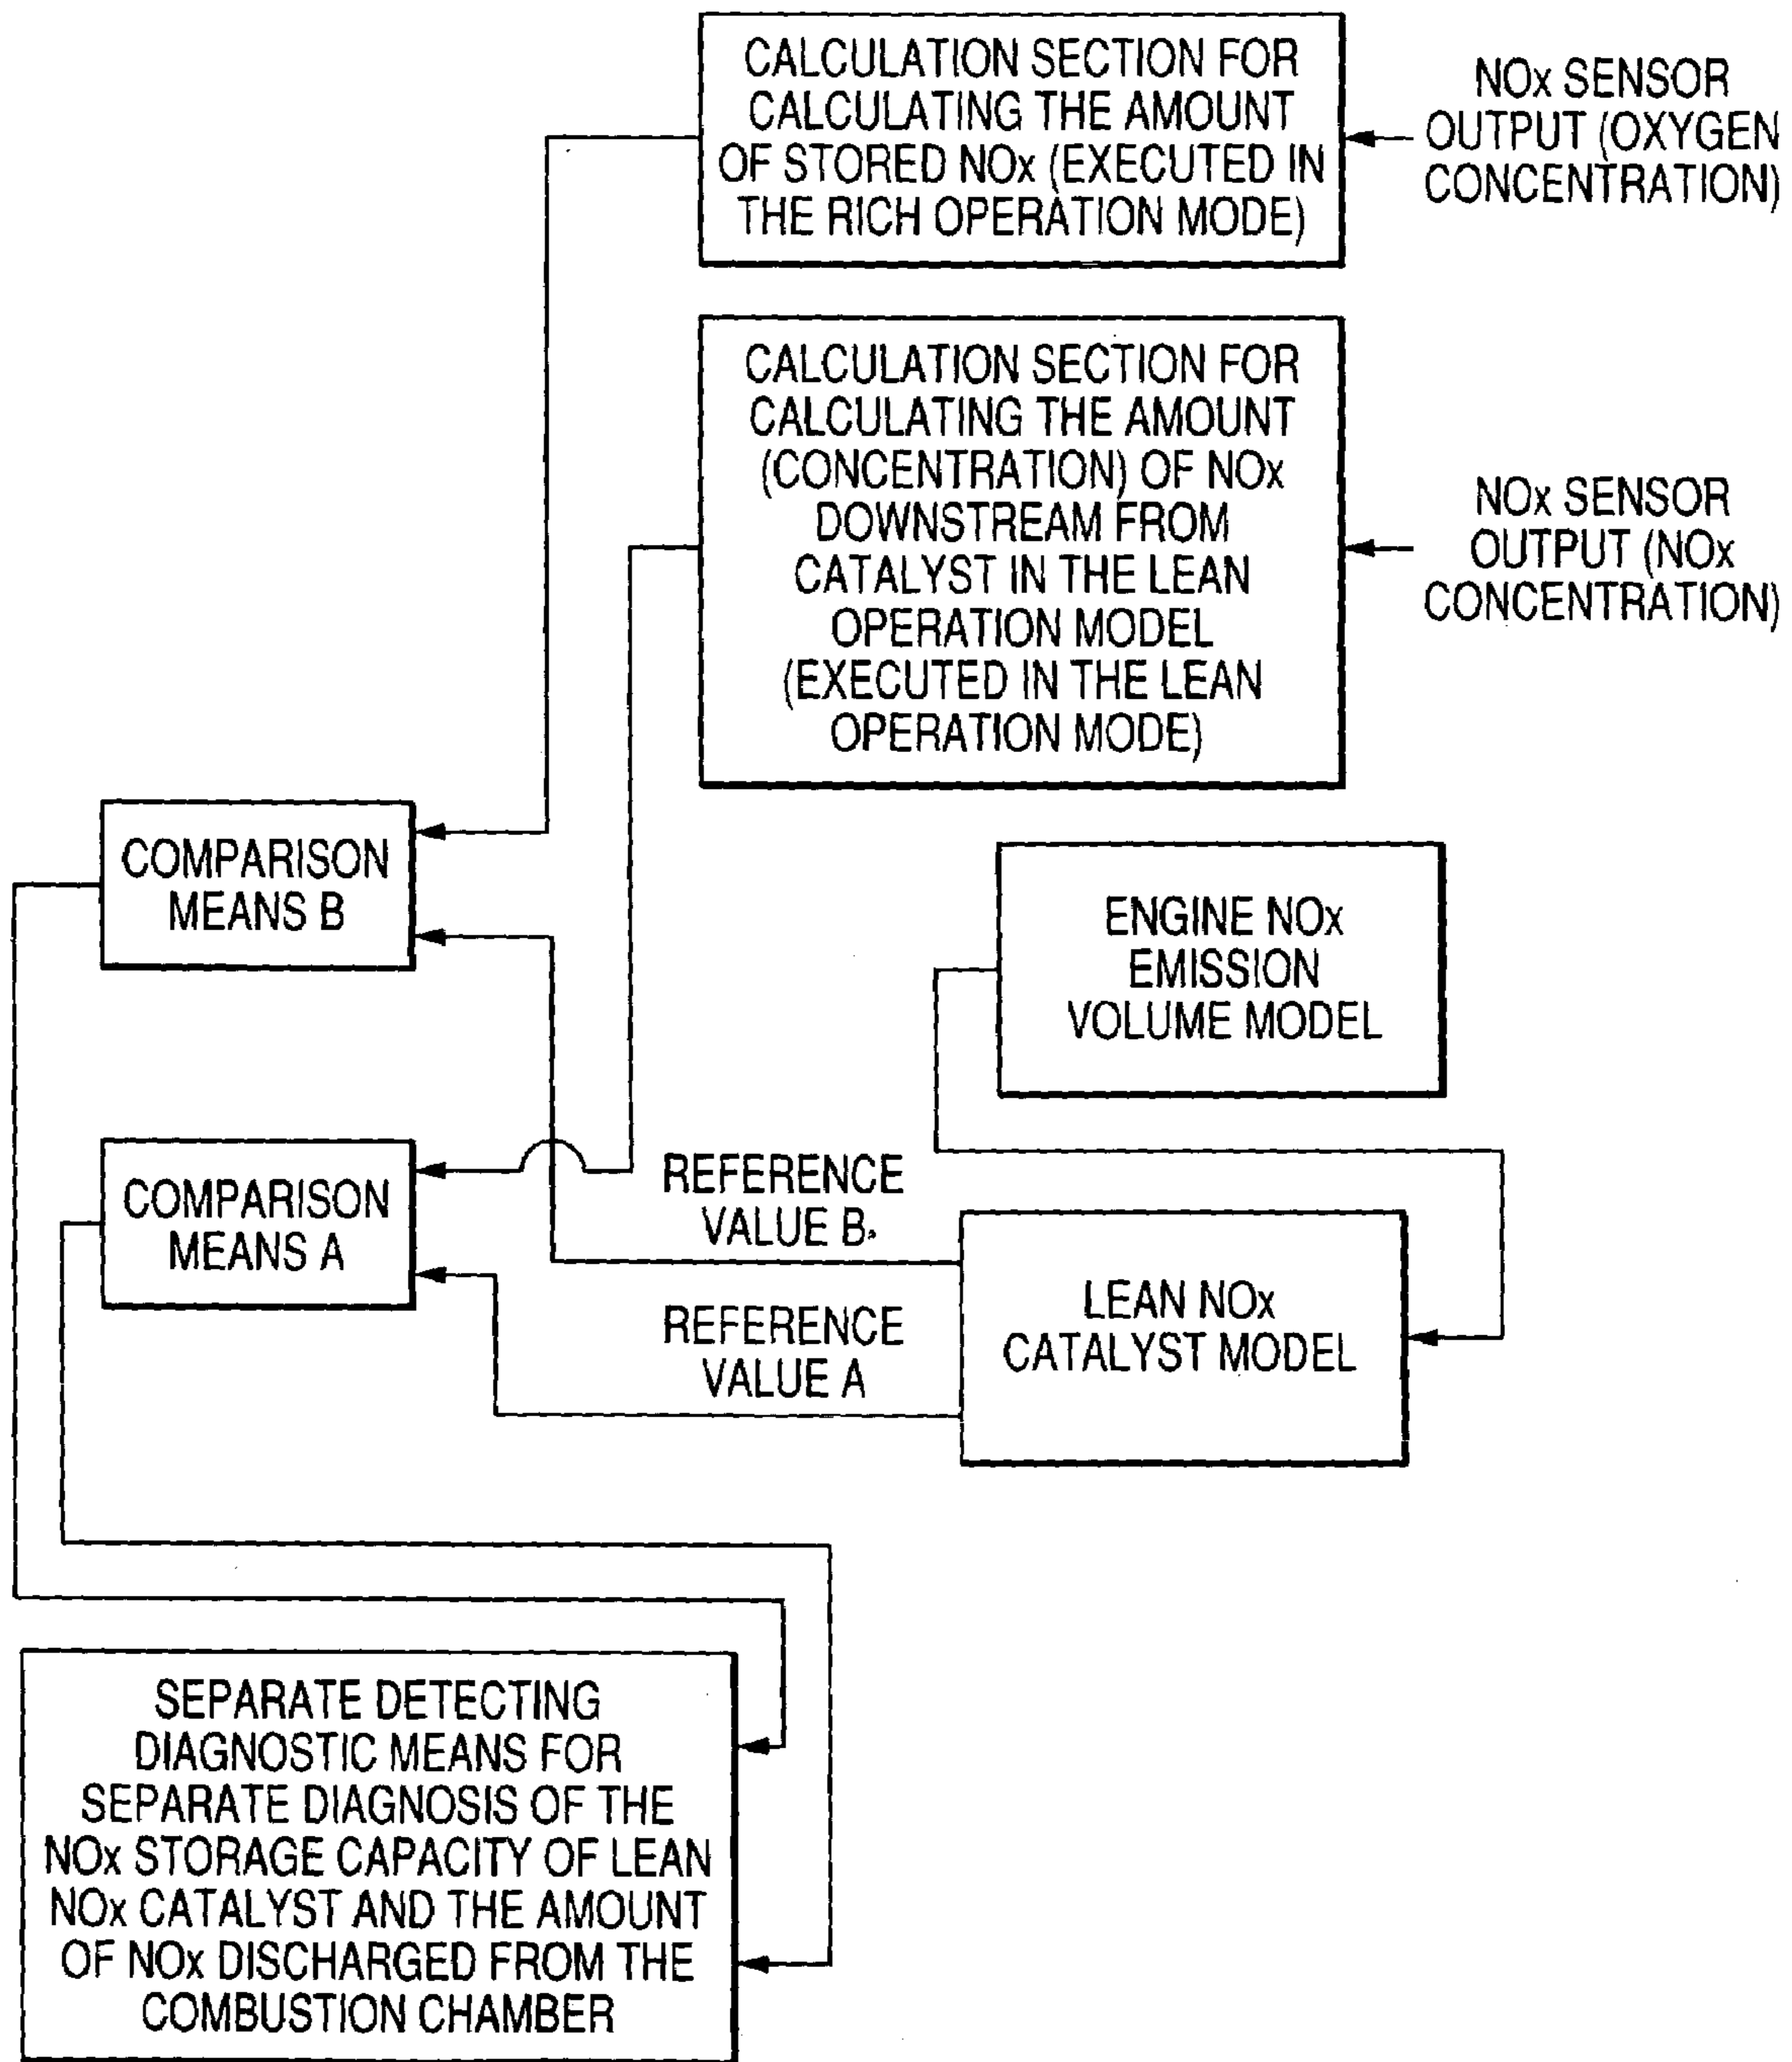 CALCULATION SECTION FOR
CALCULATING THE AMOUNT
OF STORED NOx (EXECUTED IN
THE RICH OPERATION MODE)
NOx SENSOR
OUTPUT (OXYGEN
CONCENTRATION)
CALCULATION SECTION FOR
CALCULATING THE AMOUNT
(CONCENTRATION) OF NOx
DOWNSTREAM FROM
CATALYST IN THE LEAN
OPERATION MODEL
(EXECUTED IN THE LEAN
OPERATION MODE)
NOx SENSOR
OUTPUT (NOx
CONCENTRATION)
COMPARISON
MEANS B
ENGINE NOx
EMISSION
VOLUME MODEL
COMPARISON
MEANS A
REFERENCE
VALUE B
REFERENCE
VALUE A
LEAN NOx
CATALYST MODEL
SEPARATE DETECTING
DIAGNOSTIC MEANS FOR
SEPARATE DIAGNOSIS OF THE
NOx STORAGE CAPACITY OF LEAN
NOx CATALYST AND THE AMOUNT
OF NOx DISCHARGED FROM THE
COMBUSTION CHAMBER